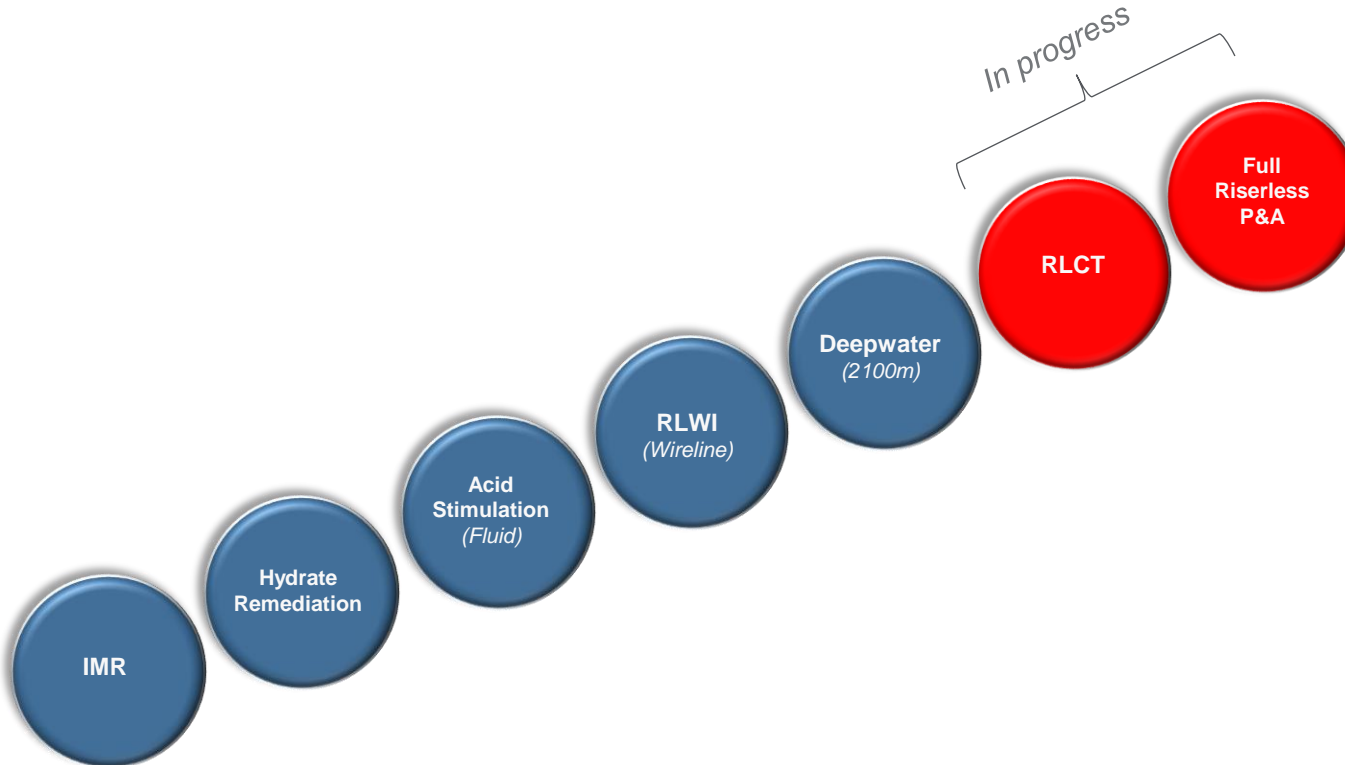 In progress
Full
Riserless
P&A
RLCT
Deepwater
(2100m)
RLWI
(Wireline)
Acid
Stimulation
(Fluid)
Hydrate
Remediation
IMR